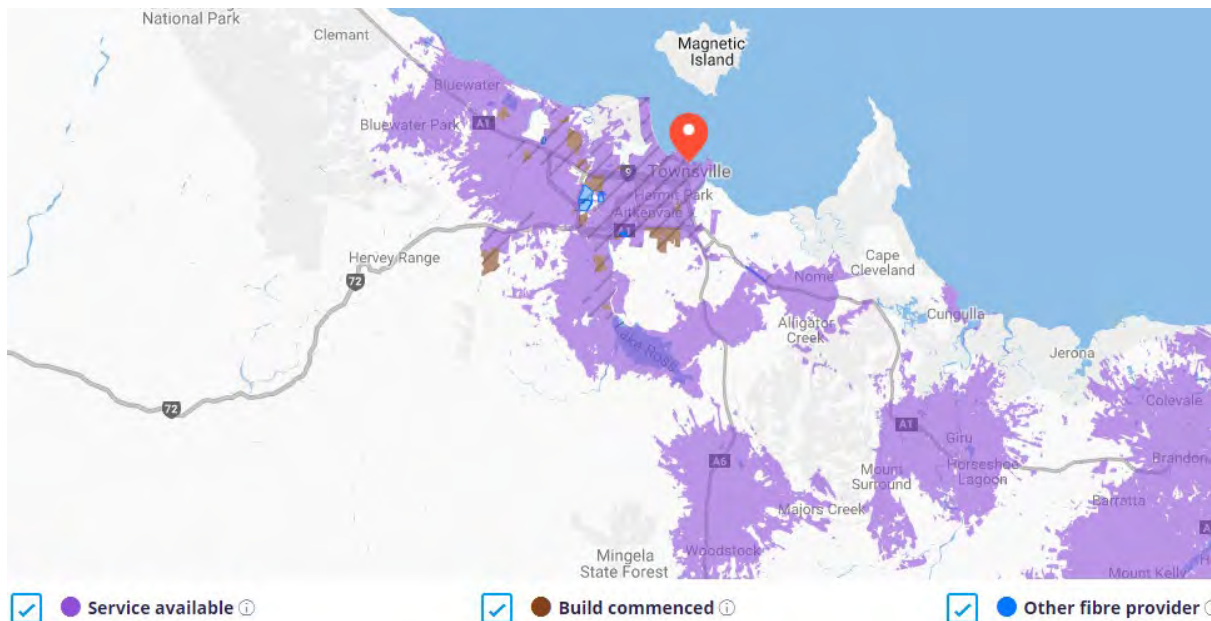 National Park
Clemant
Magnetic
Island
Bluewater
Bluewater Park
A1
9
Townsville
Hermit Park
Aitkenvale
Hervey Range
72
Cape
Cleveland
Nome
Cungulla
Alligator
Creek
Lake Ross
Jerona
72
Colevale
A1
Giru
Brandon
A6
Horseshoe
Lagoon
Mount
Surround
Barratta
Majors Creek
Woodstock
Mingela
State Forest
Mount Kelly
Service available
Build commenced
Other fibre provider